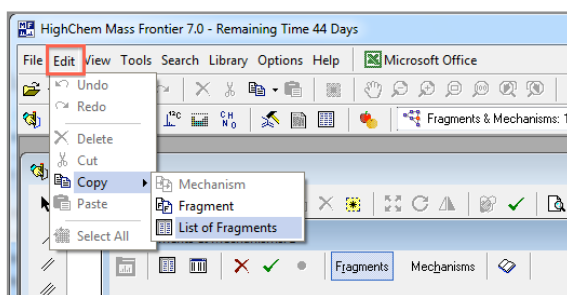 HighChem Mass Frontier 7.0 - Remaining Time 44 Days
File Edit View Tools Search Library Options Help Microsoft Office
Undo
Redo
Fragments & Mechanisms: 1
Delete
Cut
Copy
Mechanism
Paste
Fragment
Select All
List of Fragments
Fragments Mechanisms